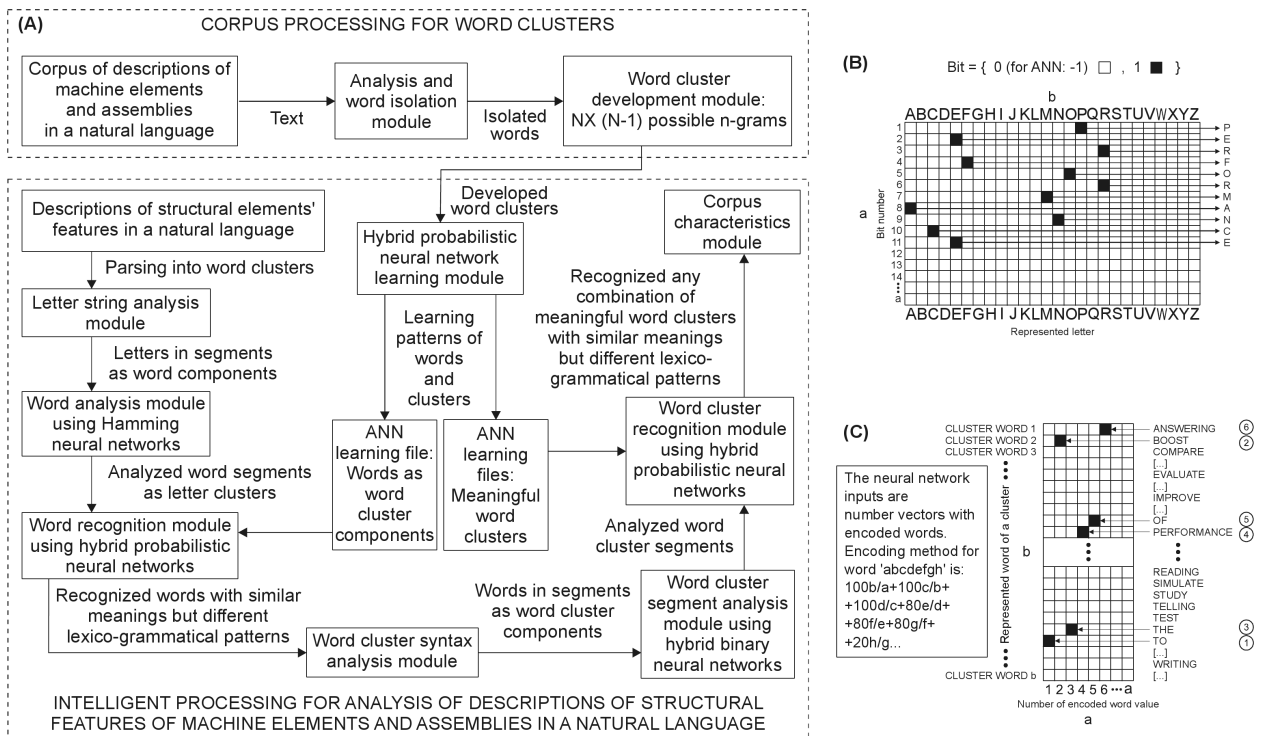 (A)
CORPUS PROCESSING FOR WORD CLUSTERS
Corpus of descriptions of
machine elements
and assemblies
in a natural language
Text
Analysis and
word isolation
module
Isolated
words
Word cluster
development module:
NX (N-1) possible n-grams
Developed
word clusters
Descriptions of structural elements'
features in a natural language
Parsing into word clusters
Letter string analysis
module
Letters in segments
as word components
Word analysis module
using Hamming
neural networks
Analyzed word segments
as letter clusters
Word recognition module
using hybrid probabilistic
neural networks
Recognized words with similar
meanings but different
lexico-grammatical patterns
Hybrid probabilistic
neural network
learning module
Learning
patterns of
words
and
clusters
ANN
learning file:
Words as
word
cluster
components
ANN
learning
files:
Meaningful
word
clusters
Corpus
characteristics
module
Recognized any
combination of
meaningful word clusters
with similar meanings
but different lexico-
grammatical patterns
Word cluster
recognition module
using hybrid
probabilistic neural
networks
Analyzed word
cluster segments
Words in segments
as word cluster
components
Word cluster syntax
analysis module
Word cluster
segment analysis
module using
hybrid binary
neural networks
INTELLIGENT PROCESSING FOR ANALYSIS OF DESCRIPTIONS OF STRUCTURAL
FEATURES OF MACHINE ELEMENTS AND ASSEMBLIES IN A NATURAL LANGUAGE
(B)
Bit = { 0 (for ANN: -1) □ , 1 ■ }
b
ABCDEFGHIJKLMNOPQRSTUVWXYZ
a
Bit number
1 P
2 E
3 R
4 F
5 O
6 R
7 M
8 A
9 N
10 C
11 E
12
13
14
a
ABCDEFGHIJKLMNOPQRSTUVWXYZ
Represented letter
(C)
The neural network
inputs are
number vectors with
encoded words.
Encoding method for
word 'abcdefgh' is:
100b/a+100c/b+
+100d/c+80e/d+
+80f/e+80g/f+
+20h/g...
CLUSTER WORD 1
CLUSTER WORD 2
CLUSTER WORD 3
Represented word of a cluster
b
CLUSTER WORD b
ANSWERING 6
BOOST 2
COMPARE
[...]
EVALUATE
[...]
IMPROVE
[...]
OF 5
PERFORMANCE 4
READING
SIMULATE
STUDY
TELLING
TEST
THE 3
TO 1
[...]
WRITING
[...]
1 2 3 4 5 6 ••• a
Number of encoded word value
a